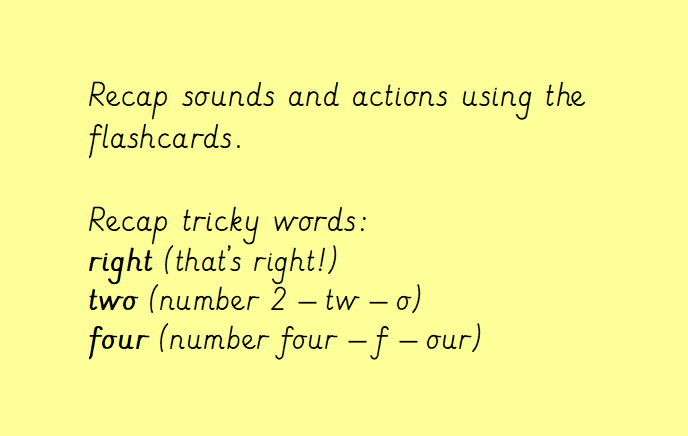 Recap sounds and actions using the
flashcards.
Recap tricky words:
right (that's right!)
two (number 2 – tw – o)
four (number four – f – our)